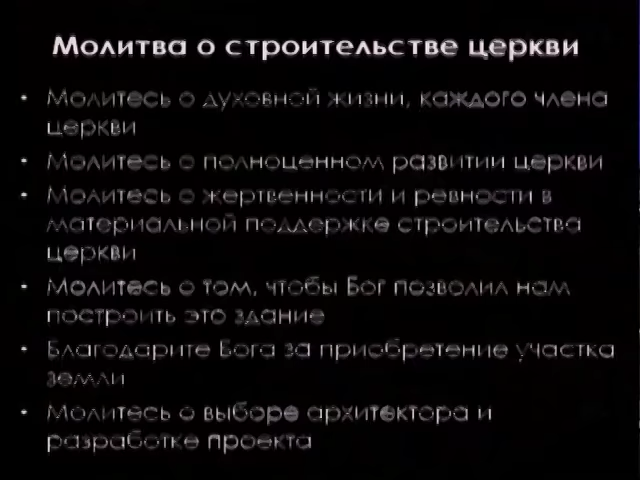 Молитва о строительстве церкви
• Молитесь о духовной жизни, каждого члена
церкви
• Молитесь о полноценном развитии церкви
• Молитесь о жертвенности и ревности в
материальной поддержке строительства
церкви
• Молитесь о том, чтобы Бог позволил нам
построить это здание
• Благодарите Бога за приобретение участка
земли
• Молитесь о выборе архитектора и
разработке проекта